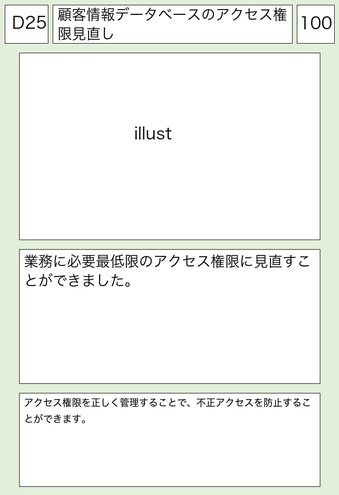 D25
顧客情報データベースのアクセス権
限見直し
100
illust
業務に必要最低限のアクセス権限に見直すこ
とができました。
アクセス権限を正しく管理することで、不正アクセスを防止するこ
とができます。